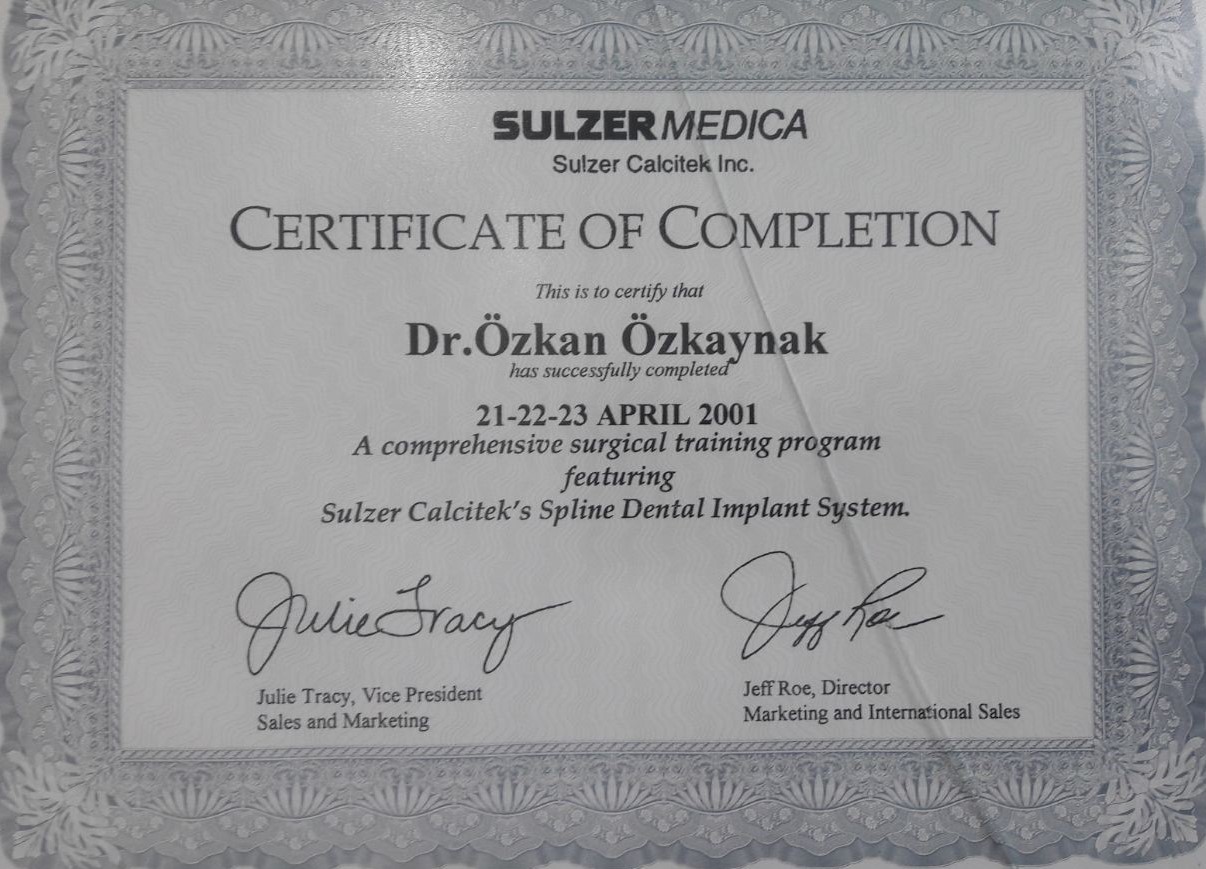 SULZERMEDICA
Sulzer Calcitek Inc.
CERTIFICATE OF COMPLETION
This is to certify that
Dr.Özkan Özkaynak
has successfully completed
21-22-23 APRIL 2001
A comprehensive surgical training program
featuring
Sulzer Calcitek's Spline Dental Implant System.
Julie Tracy
Jeff Roe
Julie Tracy, Vice President
Sales and Marketing
Jeff Roe, Director
Marketing and International Sales